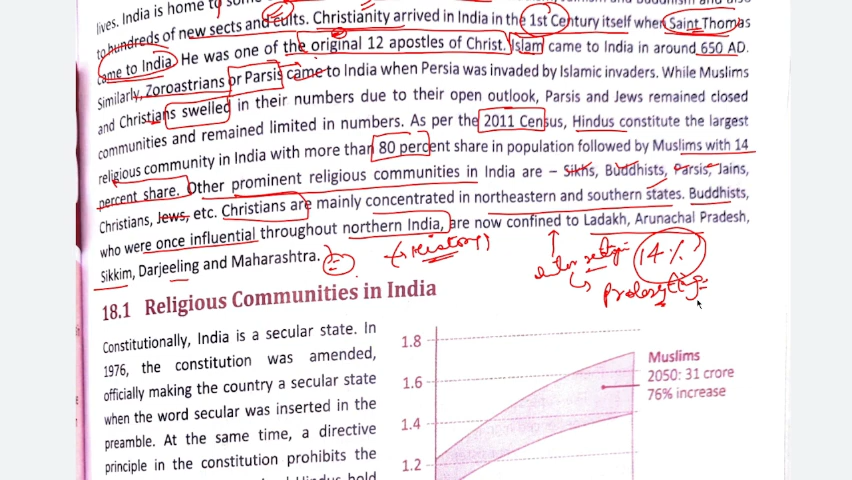 lives. India is home to some
to hundreds of new sects and cults. Christianity arrived in India in the 1st Century itself when Saint Thomas
came to India. He was one of the original 12 apostles of Christ. Islam came to India in around 650 AD.
Similarly, Zoroastrians or Parsis came to India when Persia was invaded by Islamic invaders. While Muslims
and Christians swelled in their numbers due to their open outlook, Parsis and Jews remained closed
communities and remained limited in numbers. As per the 2011 Census, Hindus constitute the largest
religious community in India with more than 80 percent share in population followed by Muslims with 14
percent share. Other prominent religious communities in India are – Sikhs, Buddhists, Parsis, Jains,
Christians, Jews, etc. Christians are mainly concentrated in northeastern and southern states. Buddhists,
who were once influential throughout northern India, are now confined to Ladakh, Arunachal Pradesh,
Sikkim, Darjeeling and Maharashtra.
(History)
14%
18.1 Religious Communities in India
Constitutionally, India is a secular state. In
1976, the constitution was amended,
officially making the country a secular state
when the word secular was inserted in the
preamble. At the same time, a directive
principle in the constitution prohibits the
1.8
1.6
1.4
1.2
Muslims
2050: 31 crore
76% increase